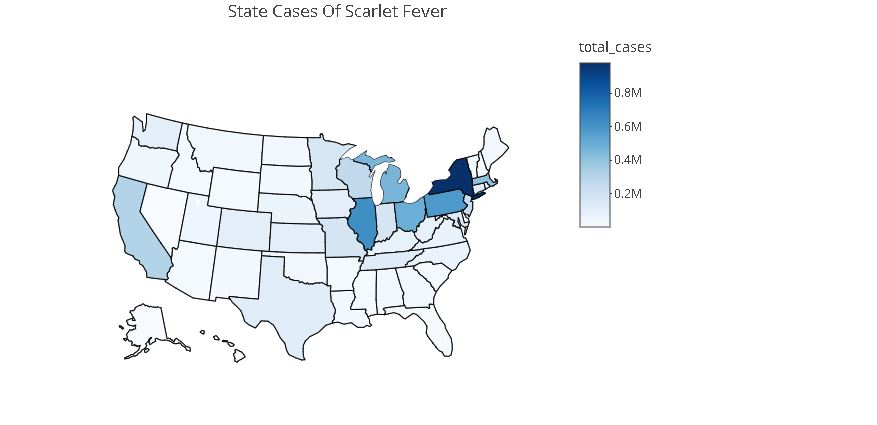 State Cases Of Scarlet Fever
total_cases
0.8M
0.6M
0.4M
0.2M